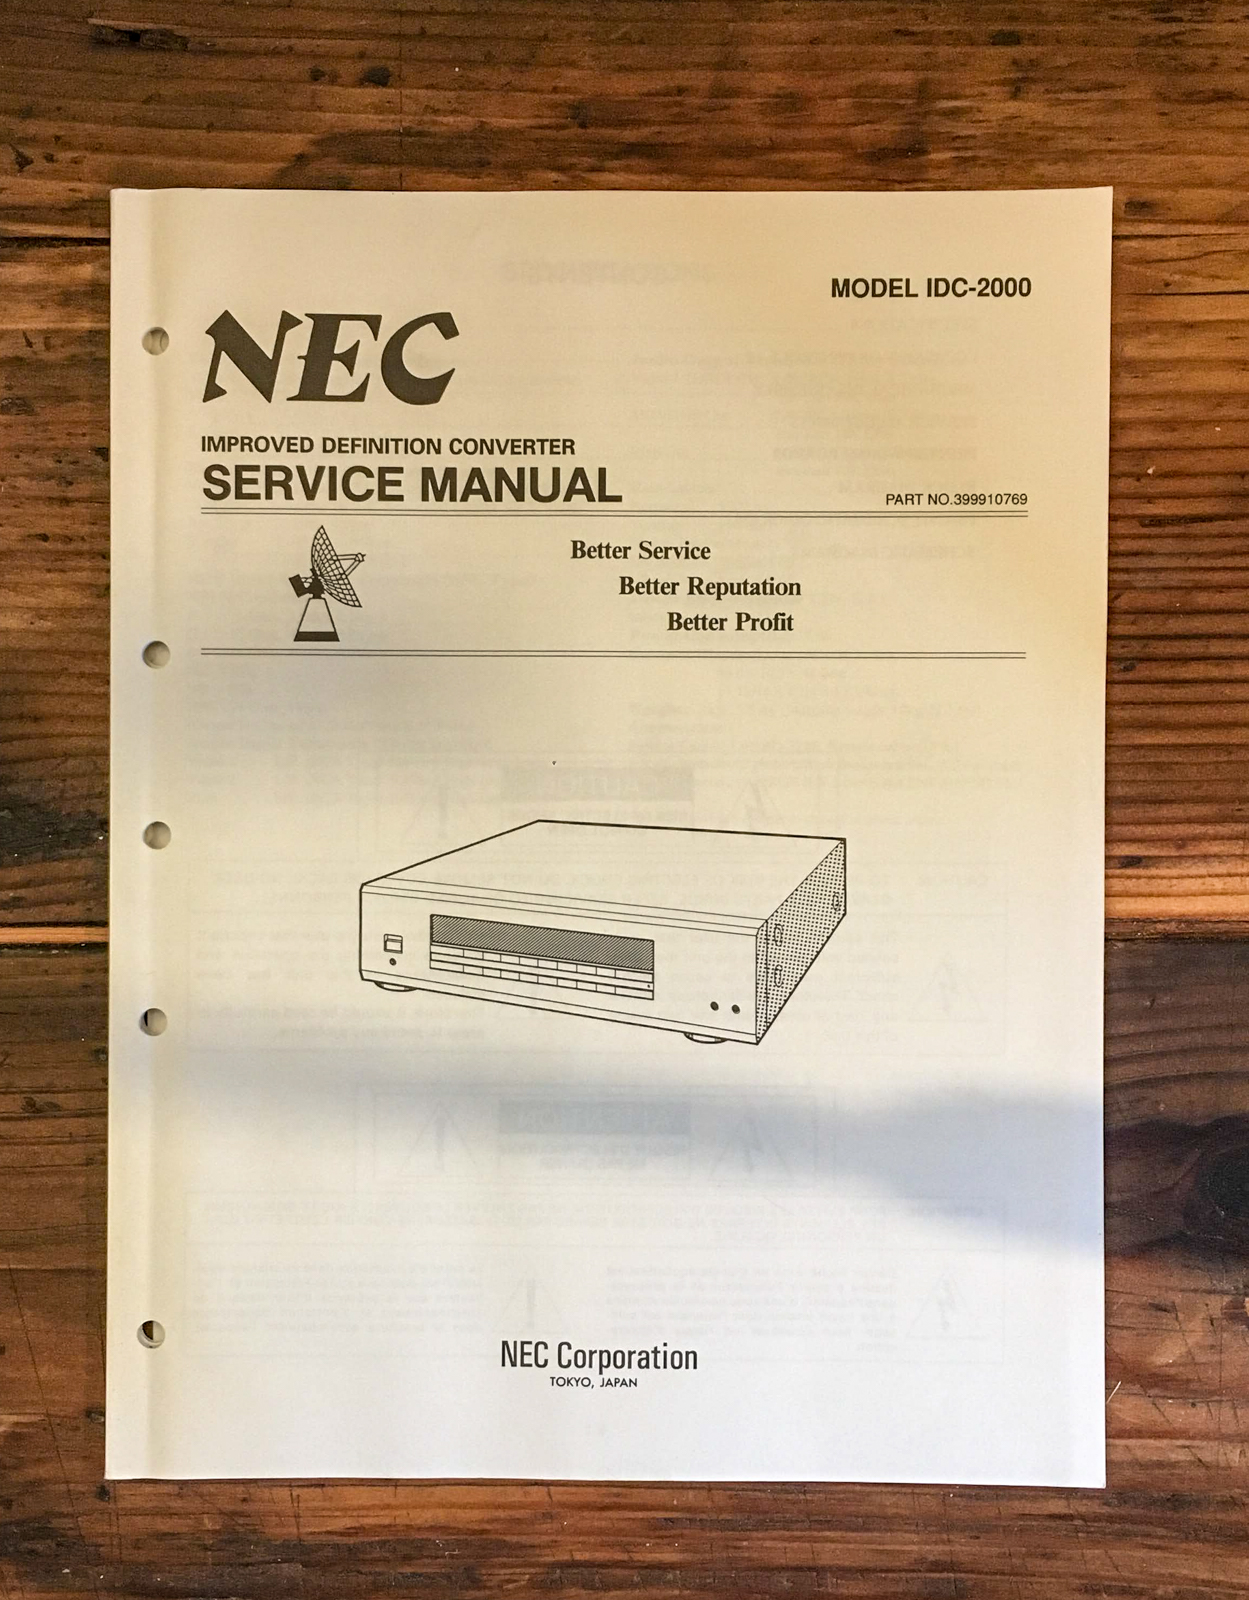 MODEL IDC-2000
NEC
IMPROVED DEFINITION CONVERTER
SERVICE MANUAL
PART NO.399910769
Better Service
Better Reputation
Better Profit
NEC Corporation
TOKYO, JAPAN